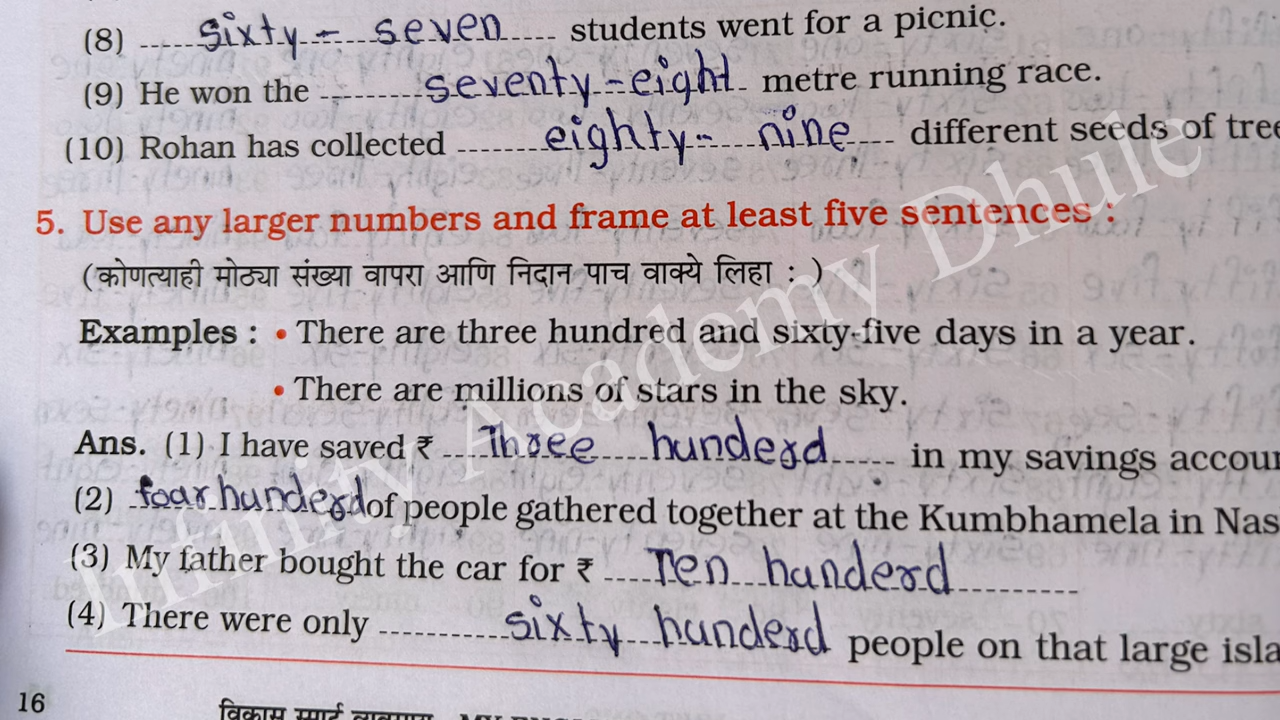 (8) sixty - seven students went for a picnic.
(9) He won the seventy-eight metre running race.
(10) Rohan has collected eighty- nine different seeds of tree
5. Use any larger numbers and frame at least five sentences :
(कोणत्याही मोठ्या संख्या वापरा आणि निदान पाच वाक्ये लिहा : )
Examples : • There are three hundred and sixty-five days in a year.
• There are millions of stars in the sky.
Ans. (1) I have saved ₹ Three hunderd in my savings accoun
(2) foar hunderd of people gathered together at the Kumbhamela in Nas
(3) My father bought the car for ₹ Ten hunderd
(4) There were only sixty hunderd people on that large isla
16
विकास स्मार्ट
Infinity Academy Dhule